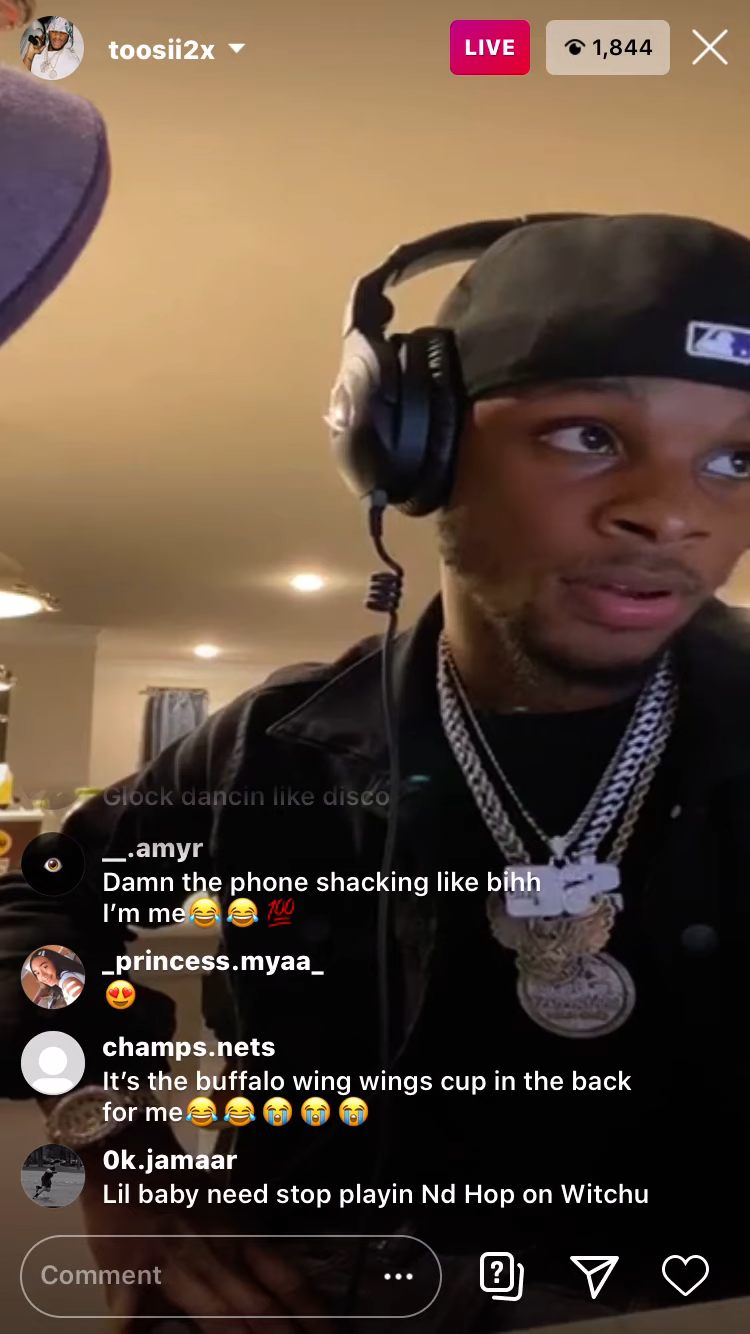 toosii2x
LIVE
1,844
Glock dancin like disco
__.amyr
Damn the phone shacking like bihh
I’m me😂😂💯
_princess.myaa_
😍
champs.nets
It’s the buffalo wing wings cup in the back
for me😂😂😭😭😭
0k.jamaar
Lil baby need stop playin Nd Hop on Witchu
Comment